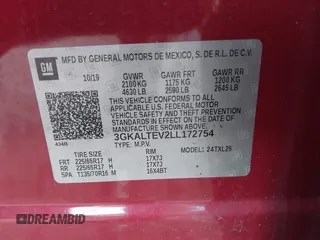 GM
MFD BY GENERAL MOTORS DE MEXICO, S. DE R.L. DE C.V.
10/19 GVWR GAWR FRT GAWR RR
2100 KG 1175 KG 1200 KG
4630 LB 2590 LB 2645 LB
THIS VEHICLE CONFORMS TO ALL APPLICABLE
U.S. FEDERAL MOTOR VEHICLE SAFETY, BUMPER, AND
THEFT PREVENTION STANDARDS IN EFFECT ON THE
DATE OF MANUFACTURE SHOWN ABOVE.
3GKALTEV2LL172754
434B TYPE: M.P.V. MODEL: 24TXL26
TIRE SIZE RIM
FRT 225/65R17 H 17X7J
RR 225/65R17 H 17X7J
SPA T135/70R16 M 16X4BT
DREAMBID